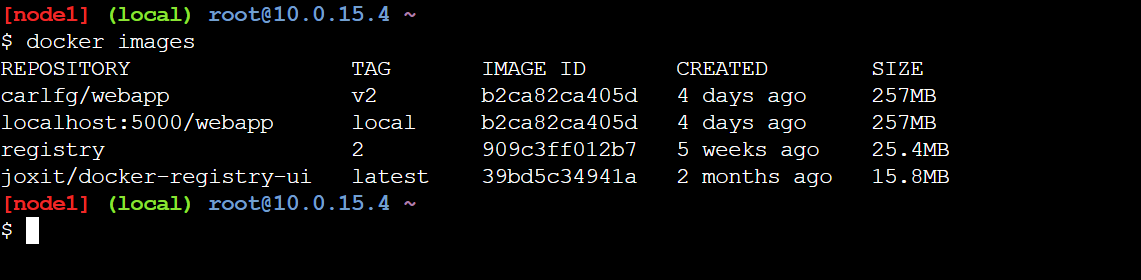 [node1] (local) root@10.0.15.4 ~
$ docker images
REPOSITORY                 TAG       IMAGE ID       CREATED        SIZE
carlfg/webapp              v2        b2ca82ca405d   4 days ago     257MB
localhost:5000/webapp      local     b2ca82ca405d   4 days ago     257MB
registry                   2         909c3ff012b7   5 weeks ago    25.4MB
joxit/docker-registry-ui   latest    39bd5c34941a   2 months ago   15.8MB
[node1] (local) root@10.0.15.4 ~
$